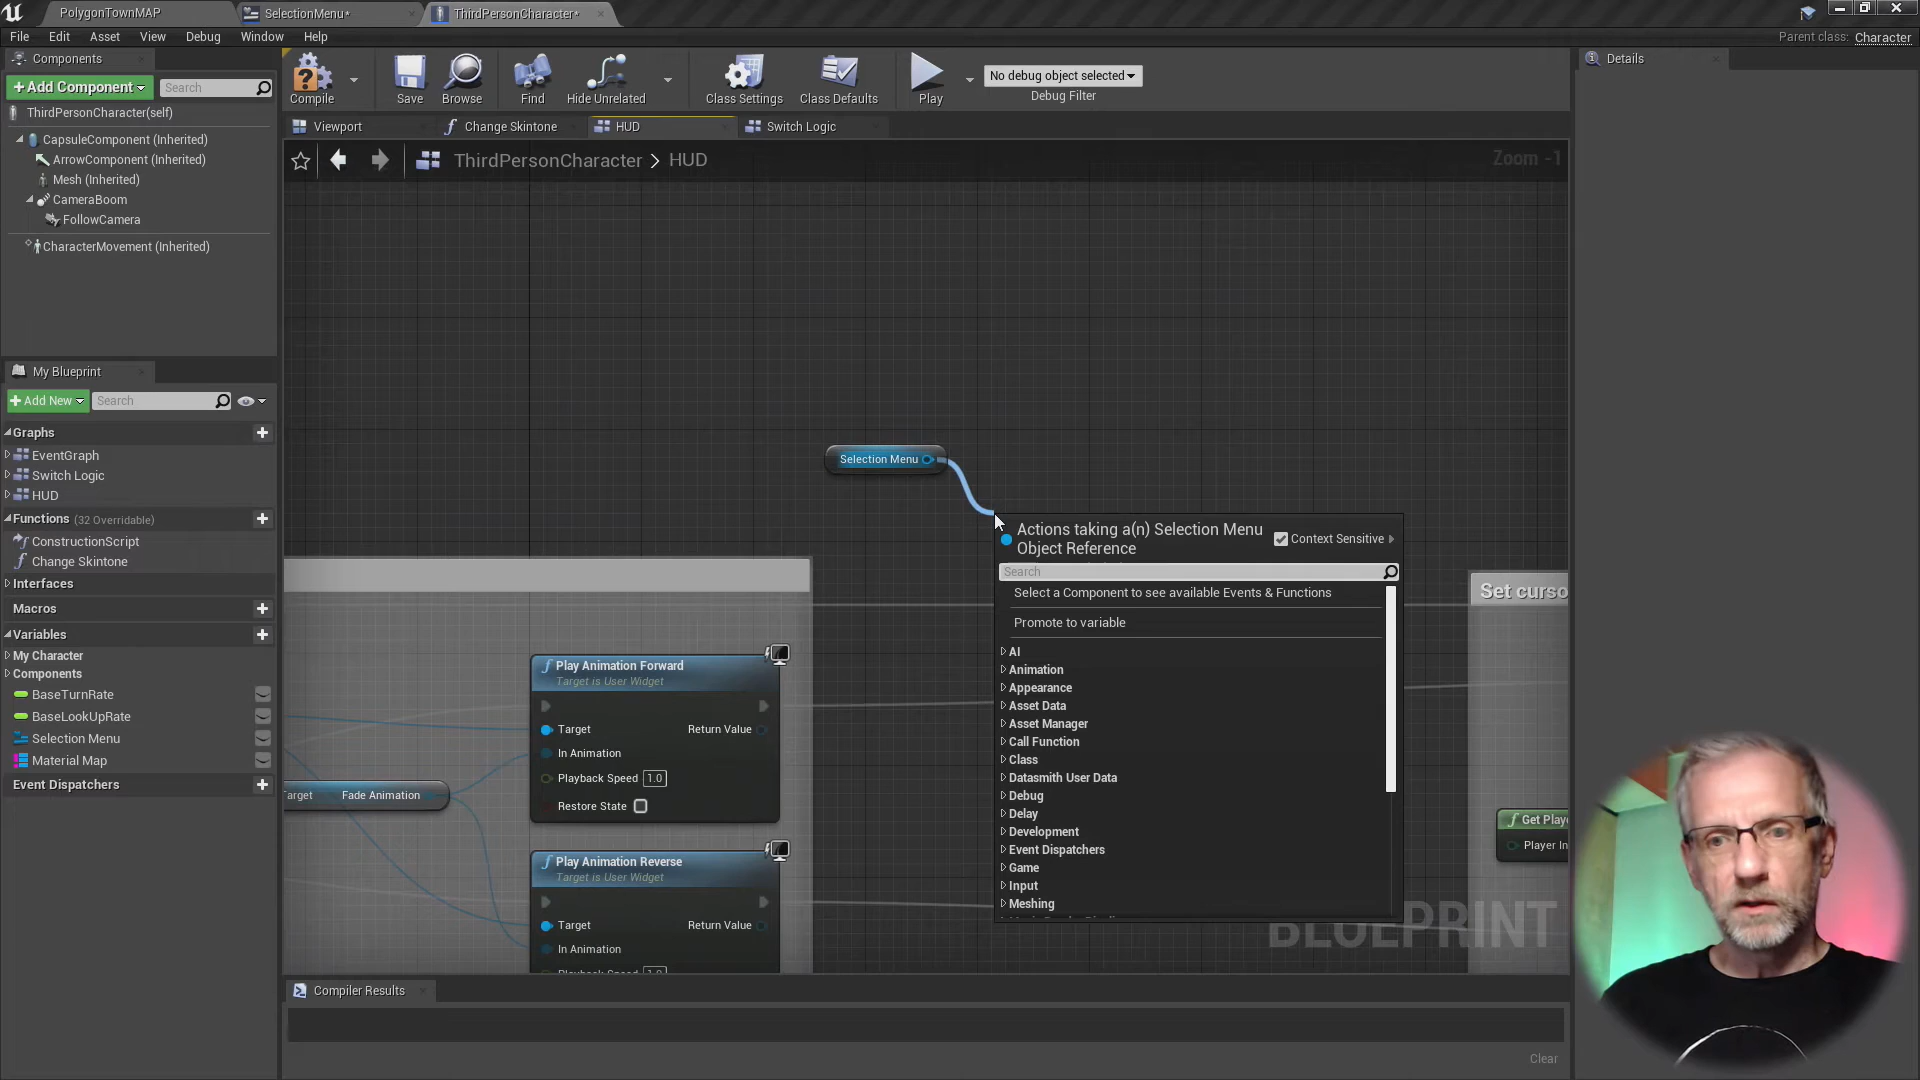 PolygonTownMAP
SelectionMenu*
ThirdPersonCharacter*
File Edit Asset View Debug Window Help
Parent class: Character
Components
+Add Component
Search
ThirdPersonCharacter(self)
CapsuleComponent (Inherited)
ArrowComponent (Inherited)
Mesh (Inherited)
CameraBoom
FollowCamera
CharacterMovement (Inherited)
Compile
Save
Browse
Find
Hide Unrelated
Class Settings
Class Defaults
Play
No debug object selected
Debug Filter
Details
Viewport
Change Skintone
HUD
Switch Logic
ThirdPersonCharacter > HUD
Zoom -1
My Blueprint
+Add New
Search
Graphs
EventGraph
Switch Logic
HUD
Functions (32 Overridable)
ConstructionScript
Change Skintone
Interfaces
Macros
Variables
My Character
Components
BaseTurnRate
BaseLookUpRate
Selection Menu
Material Map
Event Dispatchers
Selection Menu
Actions taking a(n) Selection Menu
Object Reference
Context Sensitive
Search
Select a Component to see available Events & Functions
Promote to variable
AI
Animation
Appearance
Asset Data
Asset Manager
Call Function
Class
Datasmith User Data
Debug
Delay
Development
Event Dispatchers
Game
Input
Meshing
Play Animation Forward
Target is User Widget
Target
Return Value
In Animation
Playback Speed 1.0
Restore State
Fade Animation
Play Animation Reverse
Target is User Widget
Target
Return Value
In Animation
Set curso
Get Playe
Player In
BLUEPRINT
Compiler Results
Clear